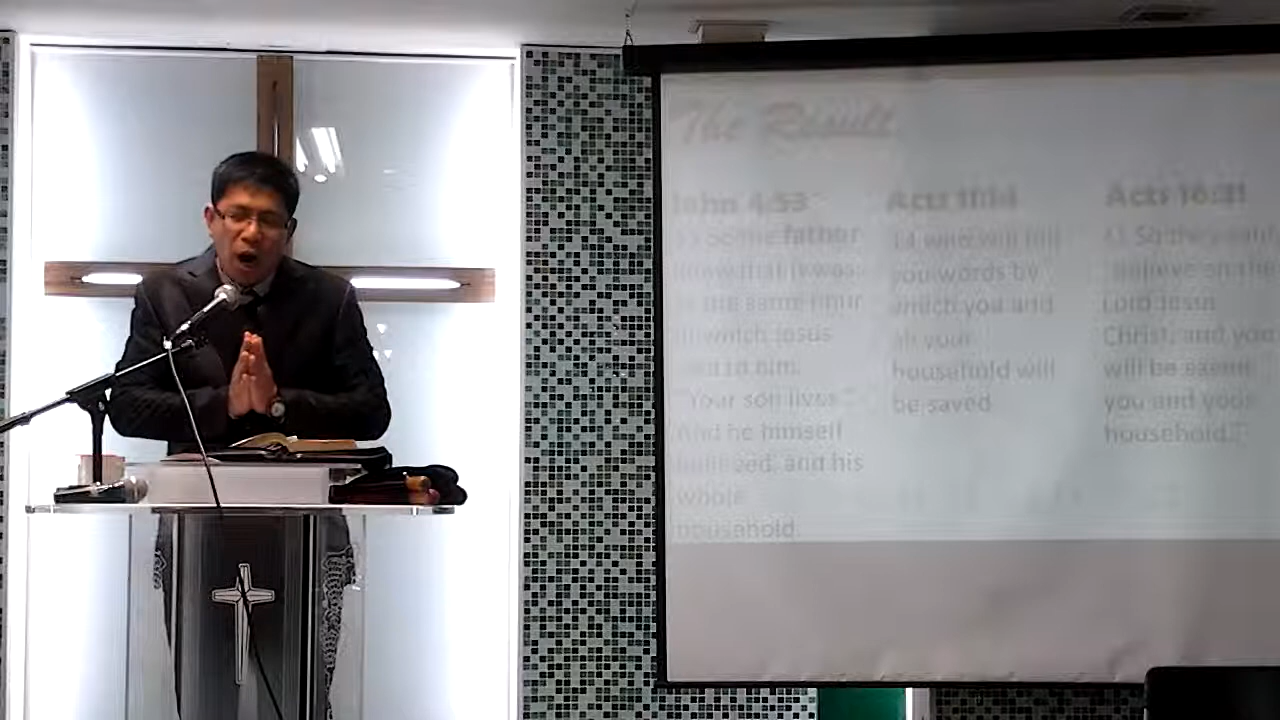 The Result
John 4:53
So the father
know that it was
at the same hour
in which Jesus
said to him,
"Your son lives."
And he himself
believed, and his
whole
household.
Acts 11:14
14 who will tell
you words by
which you and
all your
household will
be saved
Acts 16:31
31 So they said,
"Believe on the
Lord Jesus
Christ, and you
will be saved,
you and your
household."